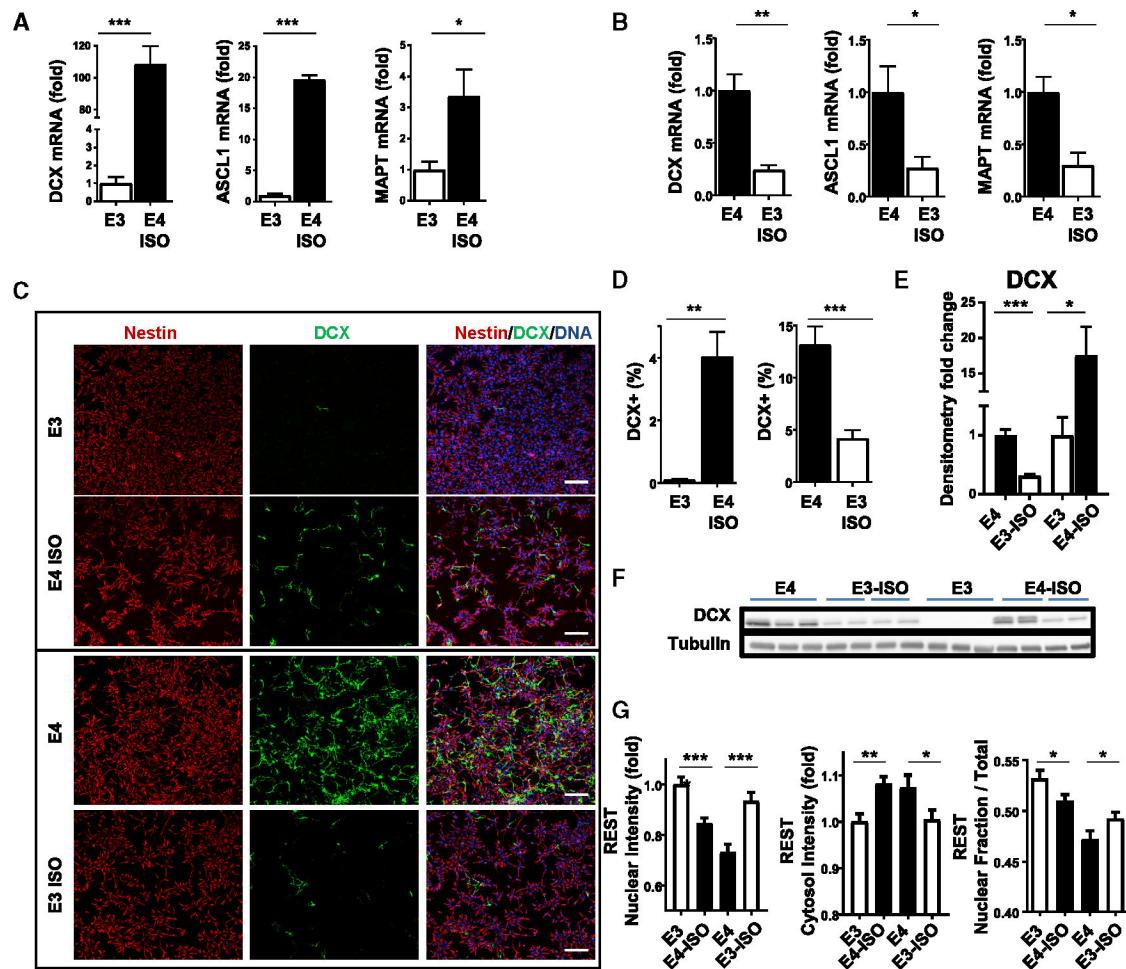 A
***
***
*
DCX mRNA (fold)
120
100
80
60
40
4
3
2
1
0
E3
E4
ISO
ASCL1 mRNA (fold)
25
20
15
10
5
0
E3
E4
ISO
MAPT mRNA (fold)
5
4
3
2
1
0
E3
E4
ISO
B
**
*
*
DCX mRNA (fold)
1.5
1.0
0.5
0.0
E4
E3
ISO
ASCL1 mRNA (fold)
1.5
1.0
0.5
0.0
E4
E3
ISO
MAPT mRNA (fold)
1.5
1.0
0.5
0.0
E4
E3
ISO
C
Nestin
DCX
Nestin/DCX/DNA
E3
E4 ISO
E4
E3 ISO
D
**
***
DCX+ (%)
4
2
0
E3
E4
ISO
DCX+ (%)
15
10
5
0
E4
E3
ISO
E
DCX
***
*
Densitometry fold change
25
20
15
10
1
0
E4
E3-ISO
E3
E4-ISO
F
E4
E3-ISO
E3
E4-ISO
DCX
Tubulin
G
***
***
REST
Nuclear Intensity (fold)
1.0
0.8
0.6
E3
E4-ISO
E4
E3-ISO
**
*
REST
Cytosol Intensity (fold)
1.1
1.0
0.9
0.8
E3
E4-ISO
E4
E3-ISO
*
*
REST
Nuclear Fraction / Total
0.55
0.50
0.45
0.40
E3
E4-ISO
E4
E3-ISO